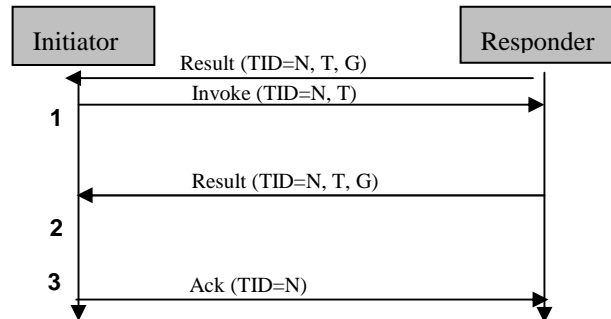 Initiator
Responder
Result (TID=N, T, G)
Invoke (TID=N, T)
1
Result (TID=N, T, G)
2
3
Ack (TID=N)